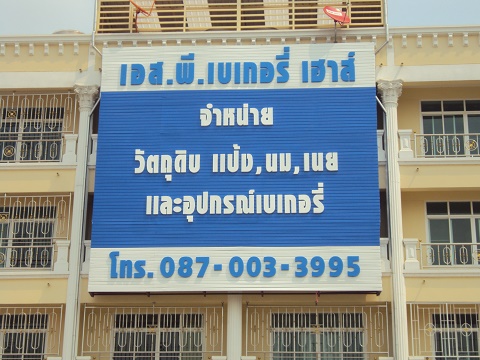 เอส.พี.เบเกอรี่ เฮาส์
จำหน่าย
วัตถุดิบ แป้ง,นม,เนย
และอุปกรณ์เบเกอรี่
โทร. 087-003-3995